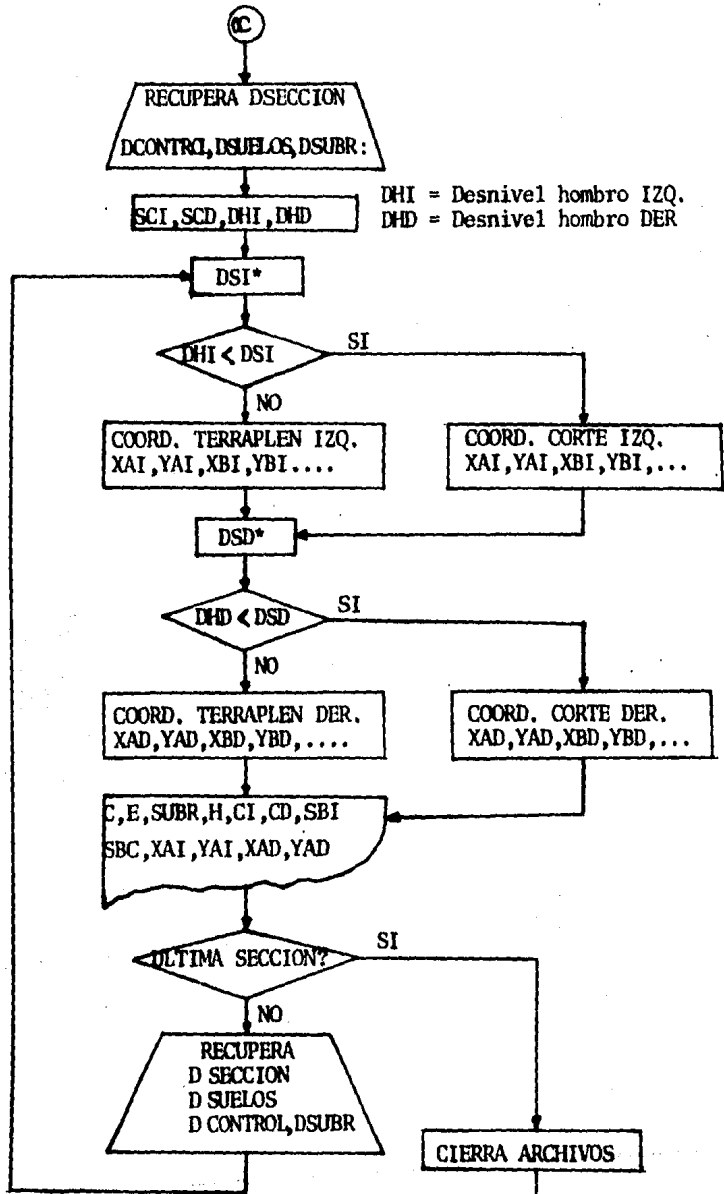 RECUPERA DSECCION
DCONTRCL,DSUELOS,DSUBR:
SCI,SCD,DHI,DHD
DHI = Desnivel hombro IZQ.
DHD = Desnivel hombro DER
DSI*
DHI < DSI
SI
NO
COORD. TERRAPLEN IZQ.
XAI,YAI,XBI,YBI....
COORD. CORTE IZQ.
XAI,YAI,XBI,YBI,...
DSD*
DHD < DSD
SI
NO
COORD. TERRAPLEN DER.
XAD,YAD,XBD,YBD,....
COORD. CORTE DER.
XAD,YAD,XBD,YBD,...
C,E,SUBR,H,CI,CD,SBI
SBC,XAI,YAI,XAD,YAD
ULTIMA SECCION?
SI
NO
RECUPERA
D SECCION
D SUELOS
D CONTROL,DSUBR
CIERRA ARCHIVOS